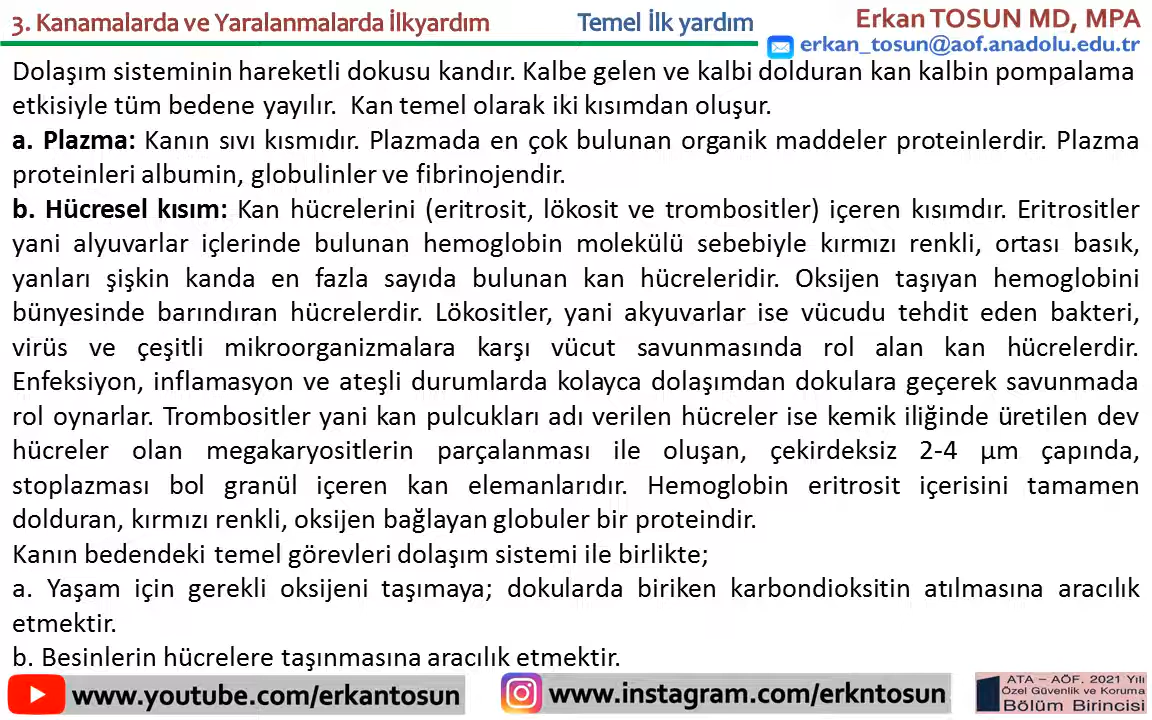 3. Kanamalarda ve Yaralanmalarda İlkyardım
Temel İlk yardım
Erkan TOSUN MD, MPA
erkan_tosun@aof.anadolu.edu.tr
Dolaşım sisteminin hareketli dokusu kandır. Kalbe gelen ve kalbi dolduran kan kalbin pompalama
etkisiyle tüm bedene yayılır. Kan temel olarak iki kısımdan oluşur.
a. Plazma: Kanın sıvı kısmıdır. Plazmada en çok bulunan organik maddeler proteinlerdir. Plazma
proteinleri albumin, globulinler ve fibrinojendir.
b. Hücresel kısım: Kan hücrelerini (eritrosit, lökosit ve trombositler) içeren kısımdır. Eritrositler
yani alyuvarlar içlerinde bulunan hemoglobin molekülü sebebiyle kırmızı renkli, ortası basık,
yanları şişkin kanda en fazla sayıda bulunan kan hücreleridir. Oksijen taşıyan hemoglobini
bünyesinde barındıran hücrelerdir. Lökositler, yani akyuvarlar ise vücudu tehdit eden bakteri,
virüs ve çeşitli mikroorganizmalara karşı vücut savunmasında rol alan kan hücrelerdir.
Enfeksiyon, inflamasyon ve ateşli durumlarda kolayca dolaşımdan dokulara geçerek savunmada
rol oynarlar. Trombositler yani kan pulcukları adı verilen hücreler ise kemik iliğinde üretilen dev
hücreler olan megakaryositlerin parçalanması ile oluşan, çekirdeksiz 2-4 µm çapında,
stoplazması bol granül içeren kan elemanlarıdır. Hemoglobin eritrosit içerisini tamamen
dolduran, kırmızı renkli, oksijen bağlayan globuler bir proteindir.
Kanın bedendeki temel görevleri dolaşım sistemi ile birlikte;
a. Yaşam için gerekli oksijeni taşımaya; dokularda biriken karbondioksitin atılmasına aracılık
etmektir.
b. Besinlerin hücrelere taşınmasına aracılık etmektir.
www.youtube.com/erkantosun
www.instagram.com/erkntosun
ATA – AÖF. 2021 Yılı
Özel Güvenlik ve Koruma
Bölüm Birincisi